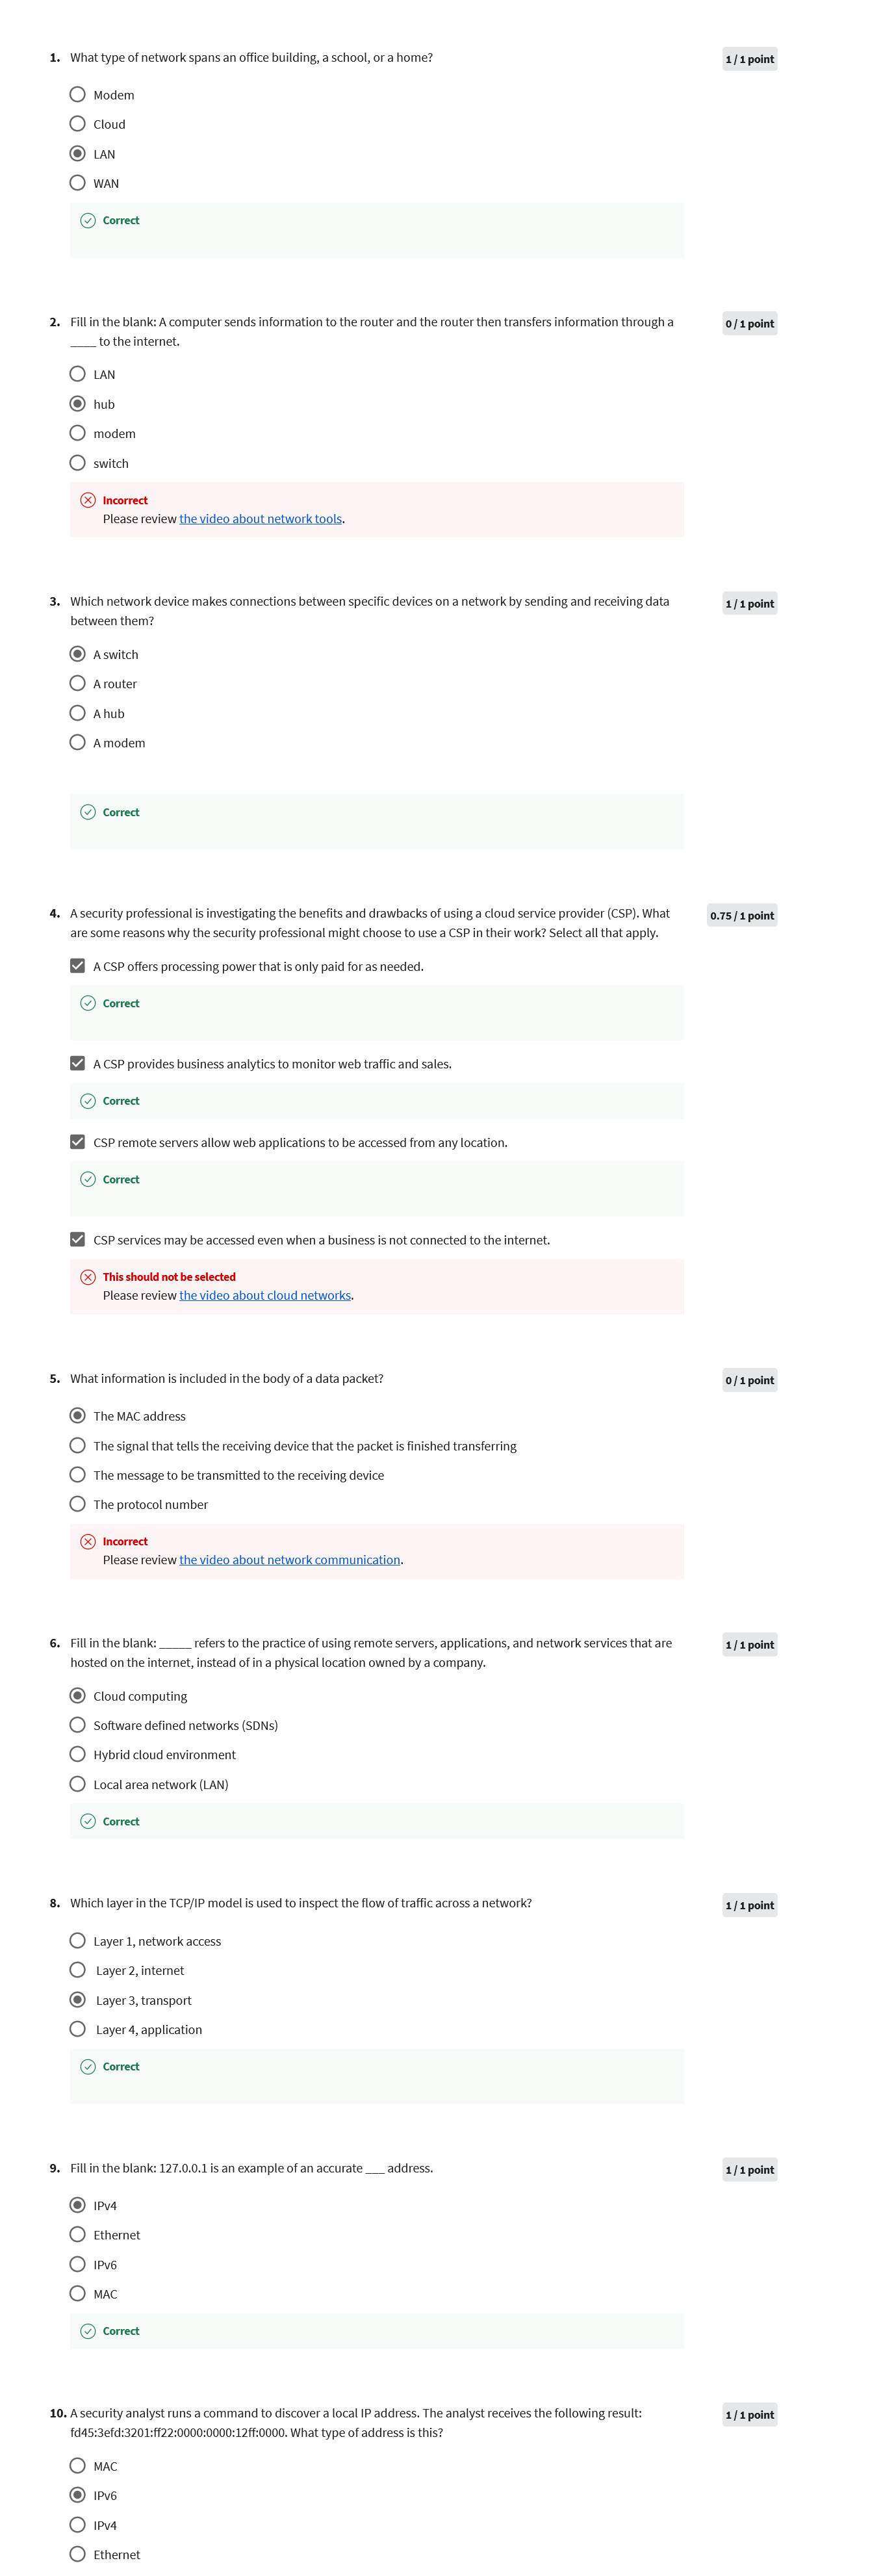 1. What type of network spans an office building, a school, or a home?
1 / 1 point
Modem
Cloud
LAN
WAN
Correct
2. Fill in the blank: A computer sends information to the router and the router then transfers information through a
____ to the internet.
0 / 1 point
LAN
hub
modem
switch
Incorrect
Please review the video about network tools.
3. Which network device makes connections between specific devices on a network by sending and receiving data
between them?
1 / 1 point
A switch
A router
A hub
A modem
Correct
4. A security professional is investigating the benefits and drawbacks of using a cloud service provider (CSP). What
are some reasons why the security professional might choose to use a CSP in their work? Select all that apply.
0.75 / 1 point
A CSP offers processing power that is only paid for as needed.
Correct
A CSP provides business analytics to monitor web traffic and sales.
Correct
CSP remote servers allow web applications to be accessed from any location.
Correct
CSP services may be accessed even when a business is not connected to the internet.
This should not be selected
Please review the video about cloud networks.
5. What information is included in the body of a data packet?
0 / 1 point
The MAC address
The signal that tells the receiving device that the packet is finished transferring
The message to be transmitted to the receiving device
The protocol number
Incorrect
Please review the video about network communication.
6. Fill in the blank: _____ refers to the practice of using remote servers, applications, and network services that are
hosted on the internet, instead of in a physical location owned by a company.
1 / 1 point
Cloud computing
Software defined networks (SDNs)
Hybrid cloud environment
Local area network (LAN)
Correct
8. Which layer in the TCP/IP model is used to inspect the flow of traffic across a network?
1 / 1 point
Layer 1, network access
Layer 2, internet
Layer 3, transport
Layer 4, application
Correct
9. Fill in the blank: 127.0.0.1 is an example of an accurate ___ address.
1 / 1 point
IPv4
Ethernet
IPv6
MAC
Correct
10. A security analyst runs a command to discover a local IP address. The analyst receives the following result:
fd45:3efd:3201:ff22:0000:0000:12ff:0000. What type of address is this?
1 / 1 point
MAC
IPv6
IPv4
Ethernet